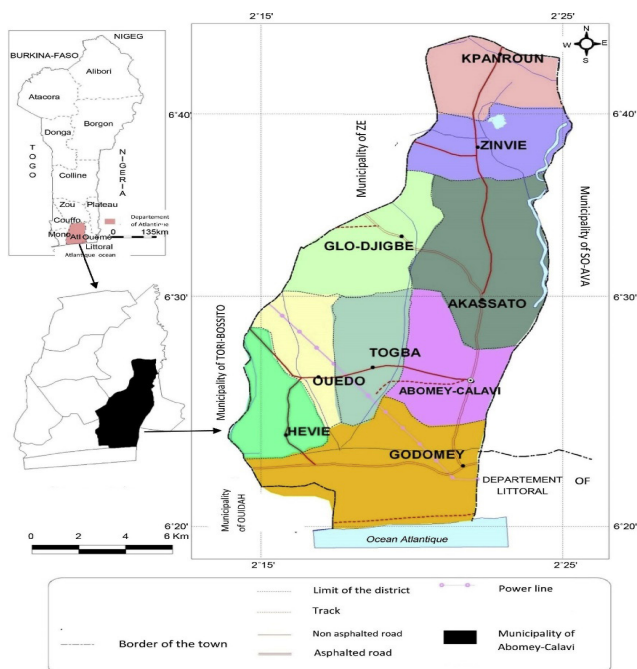 NIGEG
BURKINA-FASO
Alibori
Atacora
Borgon
Donga
TOGO
NIGERIA
Colline
Zou
Plateau
Couffo
Mono
Atl
Ouémé
Littoral
Atlantique ocean
Departement of Atlantique
0 135km
0 2 4 6 Km
2°15' 2°25'
N
W E
S
6°40'
6°30'
6°20'
6°40'
6°30'
6°20'
2°15' 2°25'
KPANROUN
ZINVIE
Municipality of ZE
GLO-DJIGBE
Municipality of SO-AVA
AKASSATO
Municipality of TORI-BOSSITO
TOGBA
OUEDO
ABOMEY-CALAVI
HEVIE
GODOMEY
DEPARTEMENT OF
LITTORAL
Municipality
of OUIDAH
Ocean Atlantique
Limit of the district
Track
Non asphalted road
Asphalted road
Border of the town
Power line
Municipality of
Abomey-Calavi